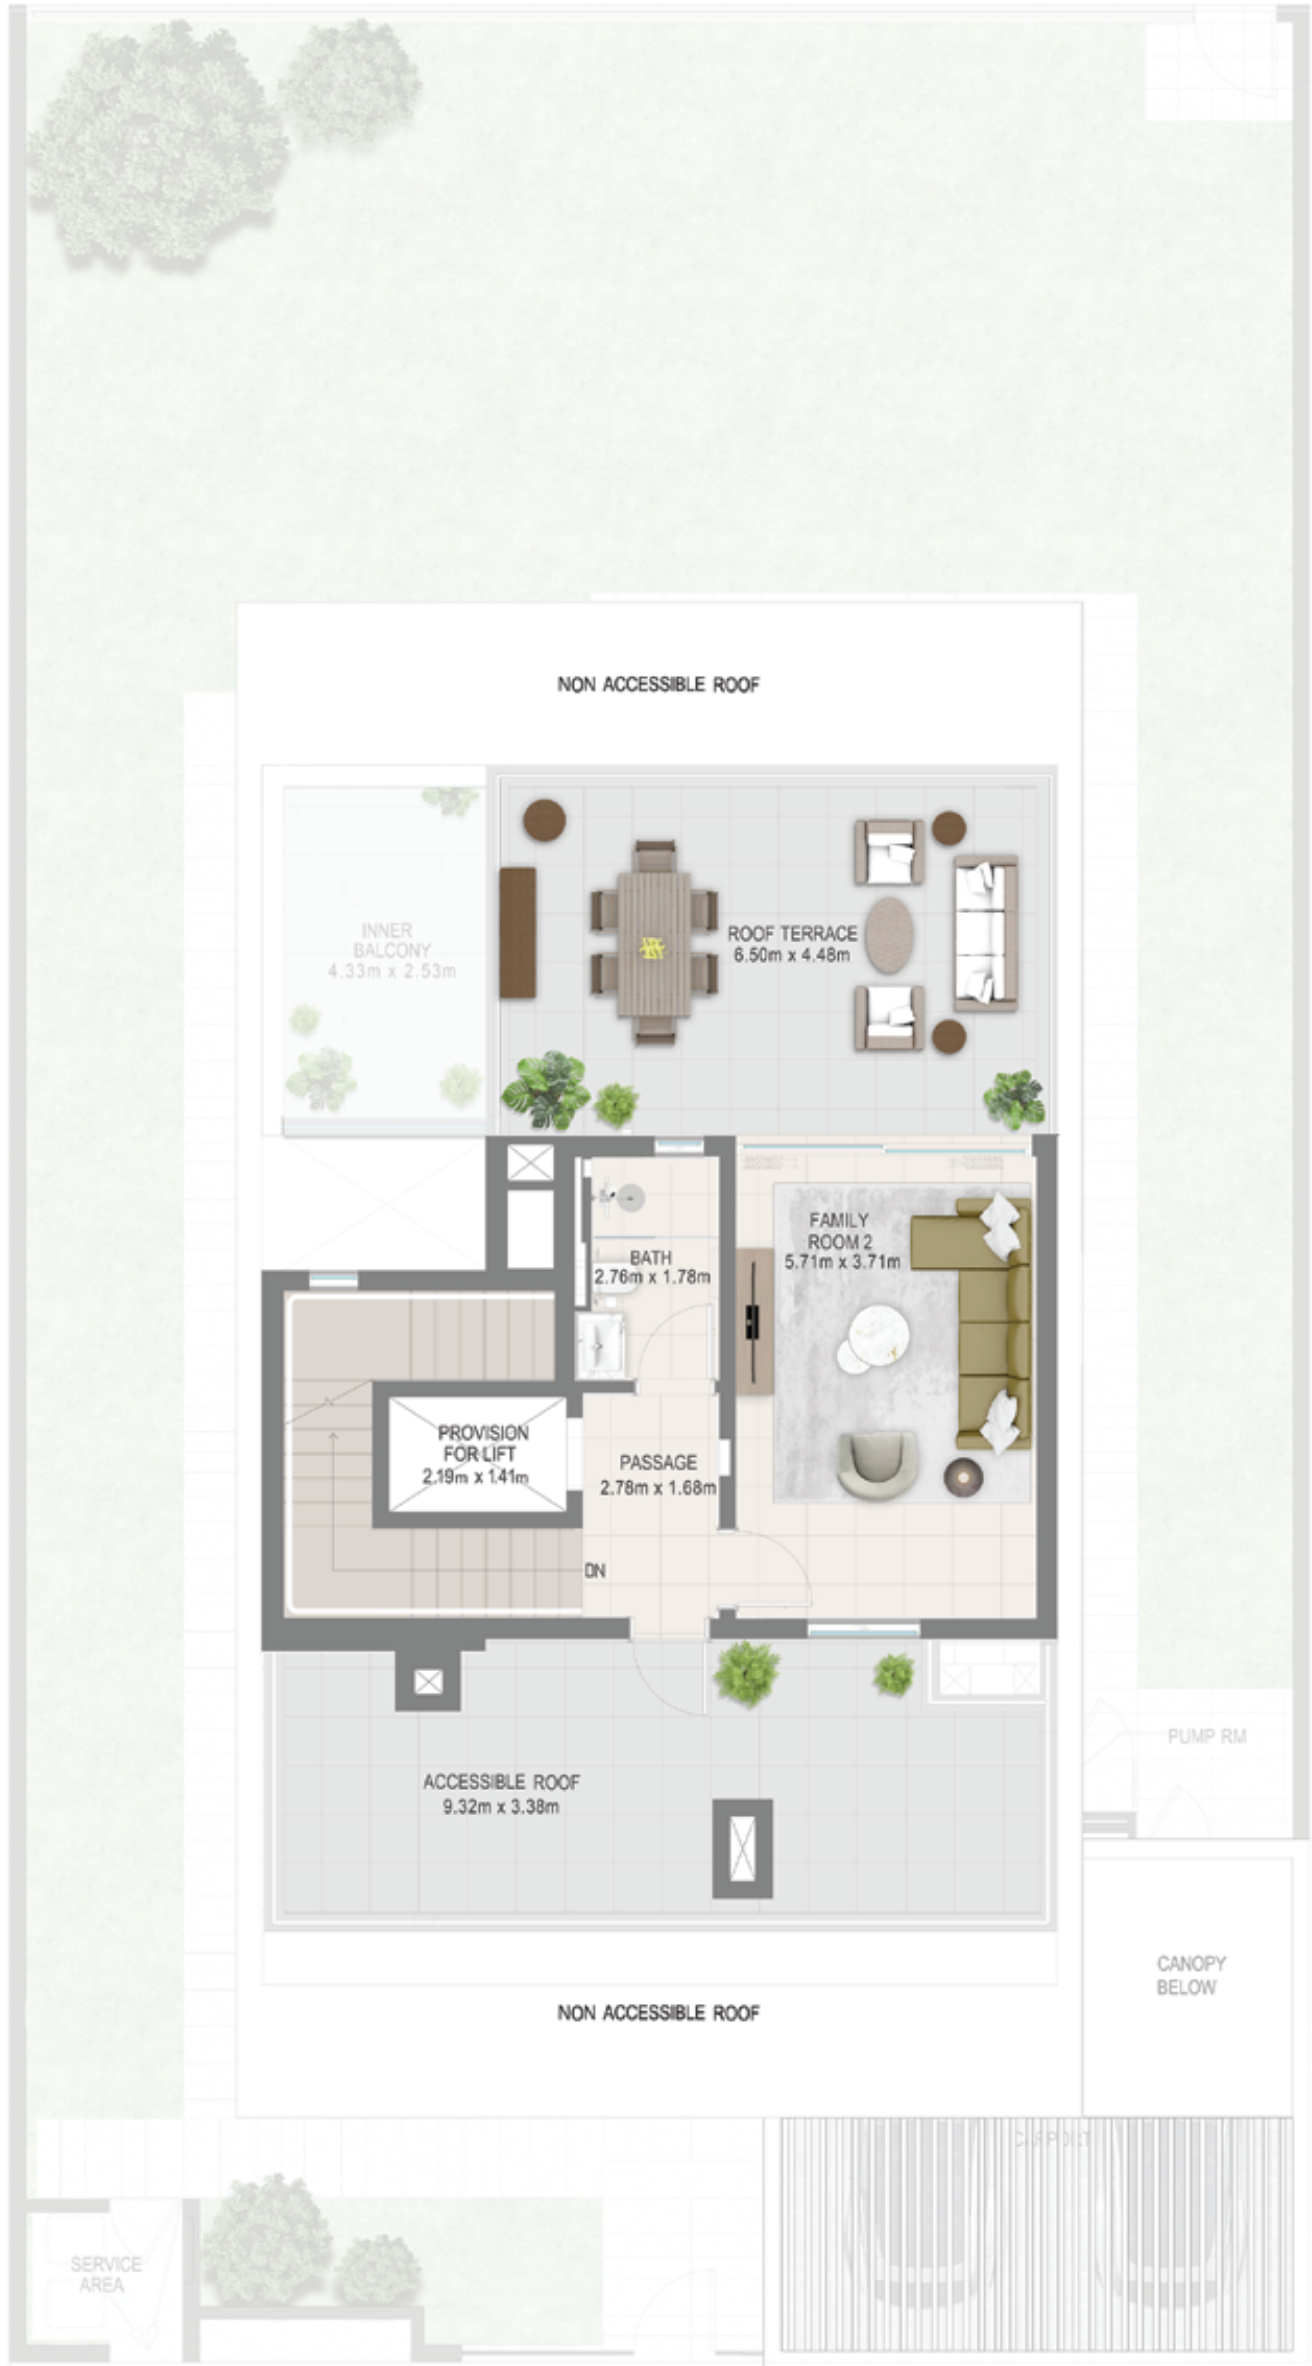 NON ACCESSIBLE ROOF
INNER
BALCONY
4.33m x 2.53m
ROOF TERRACE
6.50m x 4.48m
FAMILY
ROOM 2
5.71m x 3.71m
BATH
2.76m x 1.78m
PROVISION
FOR LIFT
2.19m x 1.41m
PASSAGE
2.78m x 1.68m
DN
PUMP RM
ACCESSIBLE ROOF
9.32m x 3.38m
CANOPY
BELOW
NON ACCESSIBLE ROOF
CARPORT
SERVICE
AREA